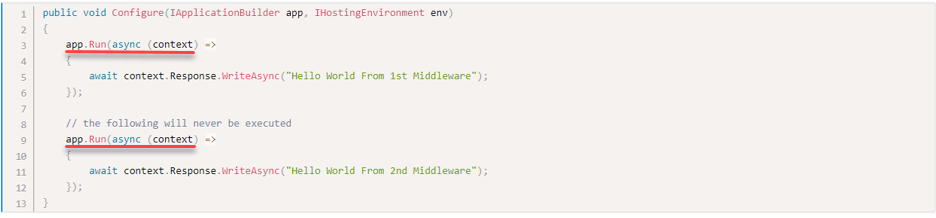 1 public void Configure(IApplicationBuilder app, IHostingEnvironment env)
2 {
3     app.Run(async (context) =>
4     {
5         await context.Response.WriteAsync("Hello World From 1st Middleware");
6     });
7
8     // the following will never be executed
9     app.Run(async (context) =>
10     {
11         await context.Response.WriteAsync("Hello World From 2nd Middleware");
12     });
13 }